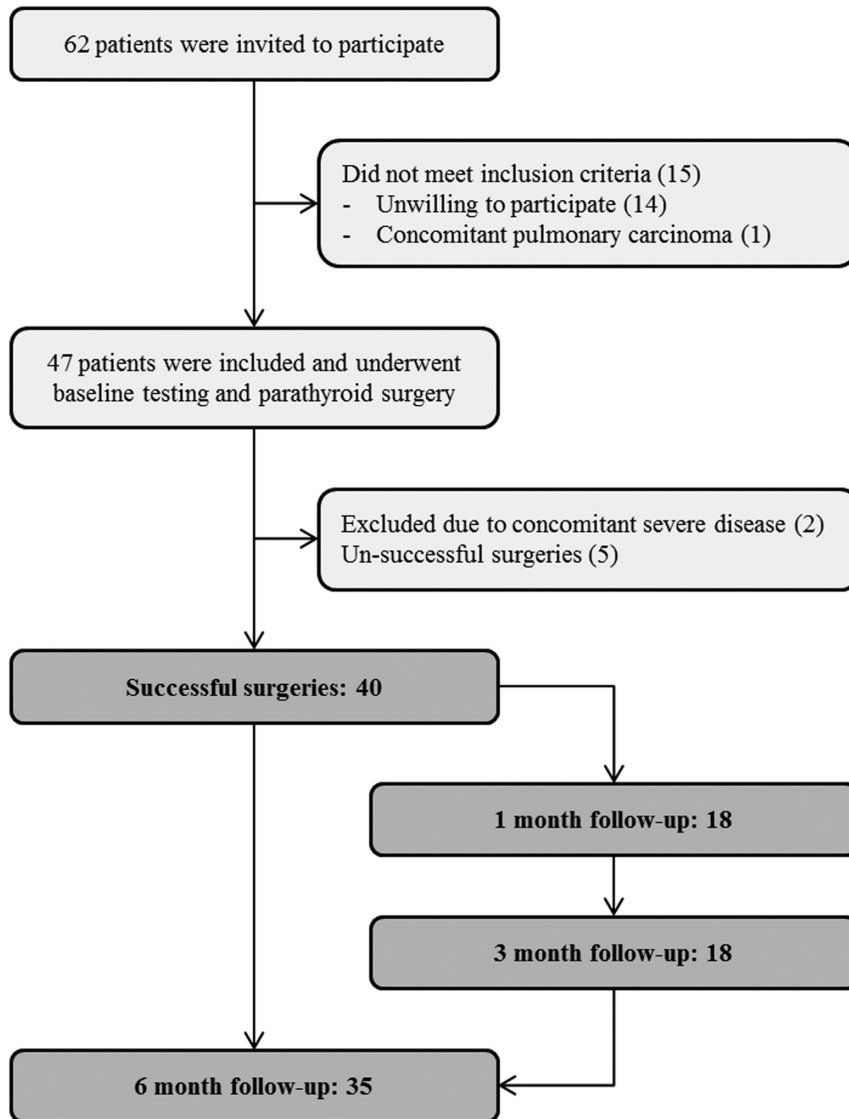 62 patients were invited to participate
Did not meet inclusion criteria (15)
- Unwilling to participate (14)
- Concomitant pulmonary carcinoma (1)
47 patients were included and underwent
baseline testing and parathyroid surgery
Excluded due to concomitant severe disease (2)
Un-successful surgeries (5)
Successful surgeries: 40
1 month follow-up: 18
3 month follow-up: 18
6 month follow-up: 35